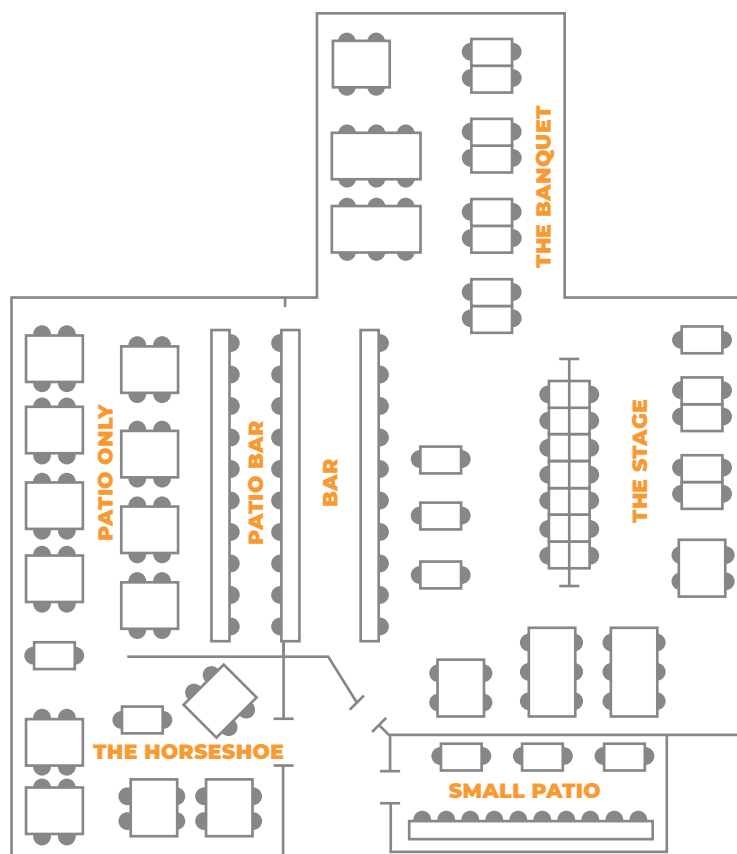 THE BANQUET
PATIO ONLY
PATIO BAR
BAR
THE STAGE
THE HORSESHOE
SMALL PATIO